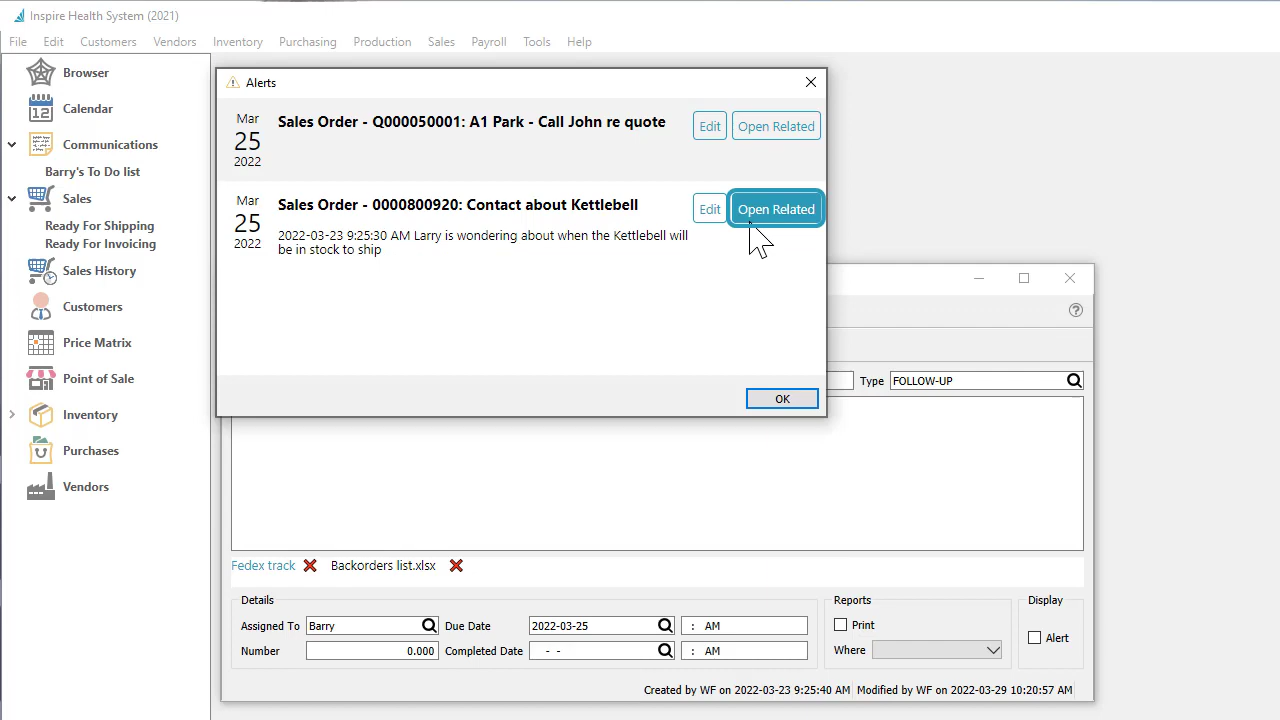 Inspire Health System (2021)
File Edit Customers Vendors Inventory Purchasing Production Sales Payroll Tools Help
Browser
12 Calendar
Communications
Barry's To Do list
Sales
Ready For Shipping
Ready For Invoicing
Sales History
Customers
Price Matrix
Point of Sale
Inventory
Purchases
Vendors
Alerts
Mar
25
2022
Sales Order - Q000050001: A1 Park - Call John re quote
Edit Open Related
Mar
25
2022
Sales Order - 0000800920: Contact about Kettlebell
2022-03-23 9:25:30 AM Larry is wondering about when the Kettlebell will
be in stock to ship
Edit Open Related
OK
Type FOLLOW-UP
Fedex track Backorders list.xlsx
Details
Assigned To Barry Due Date 2022-03-25 : AM
Number 0.000 Completed Date - - : AM
Reports
Print
Where
Display
Alert
Created by WF on 2022-03-23 9:25:40 AM Modified by WF on 2022-03-29 10:20:57 AM